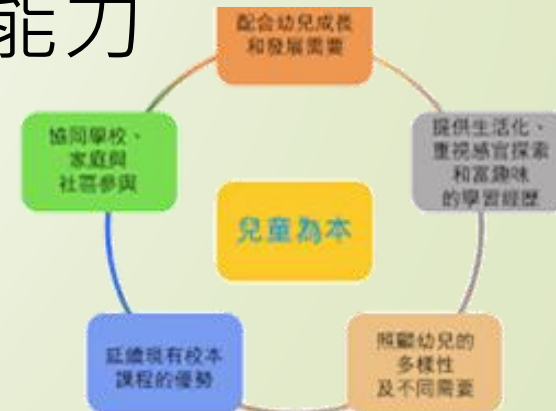 能力
配合幼兒成長
和發展需要
提供生活化、
重視感官探索
和富趣味
的學習經歷
照顧幼兒的
多樣性
及不同需要
延續現有校本
課程的優勢
協同學校、
家庭與
社區參與
兒童為本